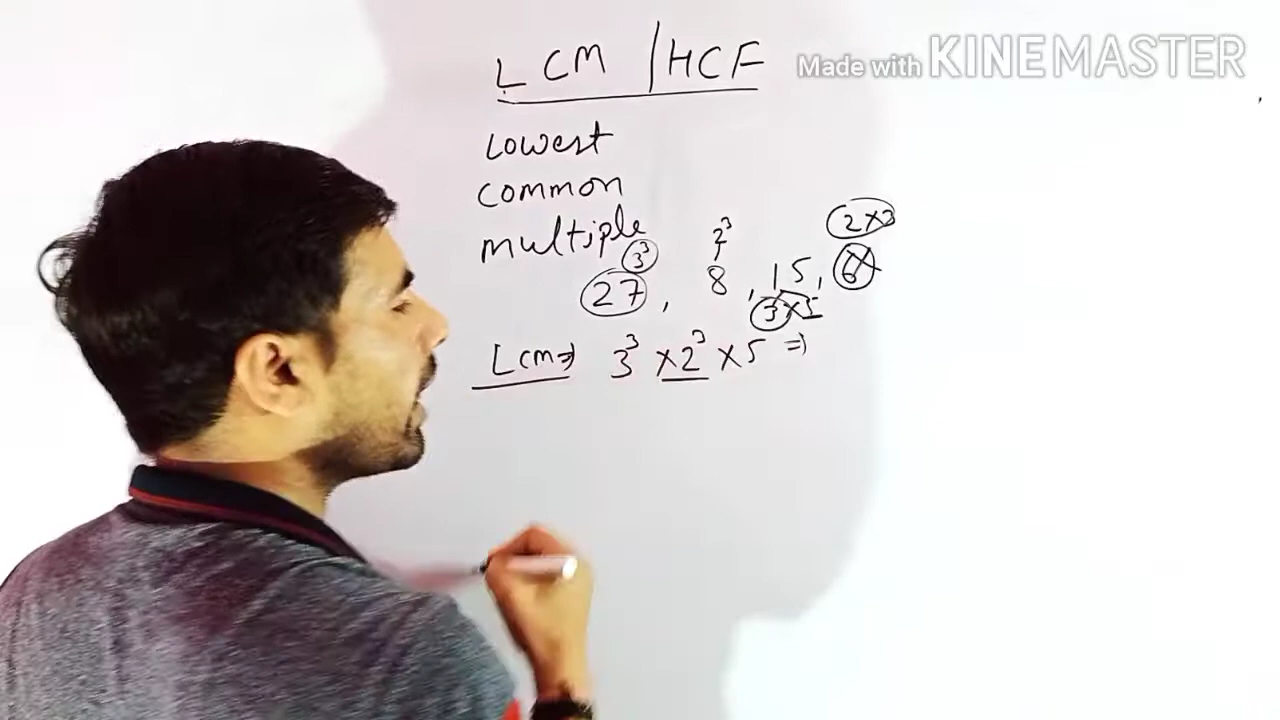 LCM / HCF
Made with KINEMASTER
Lowest
common
multiple
3³ 2³ 2×3
27, 8, 15, 6
3×5
LCM ⇒ 3³ × 2³ × 5 ⇒